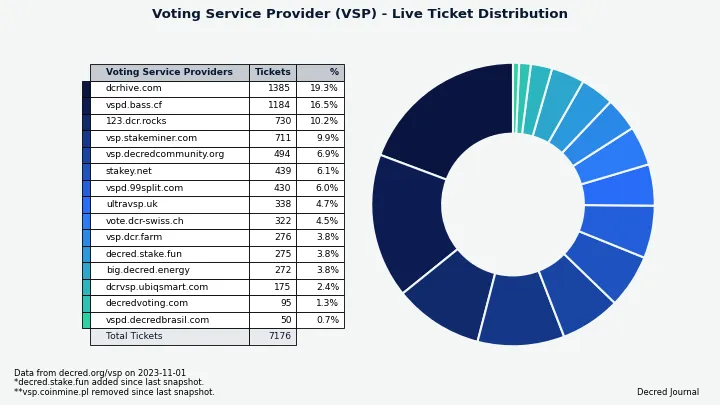 Voting Service Provider (VSP) - Live Ticket Distribution
Voting Service Providers Tickets %
dcrhive.com 1385 19.3%
vspd.bass.cf 1184 16.5%
123.dcr.rocks 730 10.2%
vsp.stakeminer.com 711 9.9%
vsp.decredcommunity.org 494 6.9%
stakey.net 439 6.1%
vspd.99split.com 430 6.0%
ultravsp.uk 338 4.7%
vote.dcr-swiss.ch 322 4.5%
vsp.dcr.farm 276 3.8%
decred.stake.fun 275 3.8%
big.decred.energy 272 3.8%
dcrvsp.ubiqsmart.com 175 2.4%
decredvoting.com 95 1.3%
vspd.decredbrasil.com 50 0.7%
Total Tickets 7176
Data from decred.org/vsp on 2023-11-01
*decred.stake.fun added since last snapshot.
**vsp.coinmine.pl removed since last snapshot.
Decred Journal